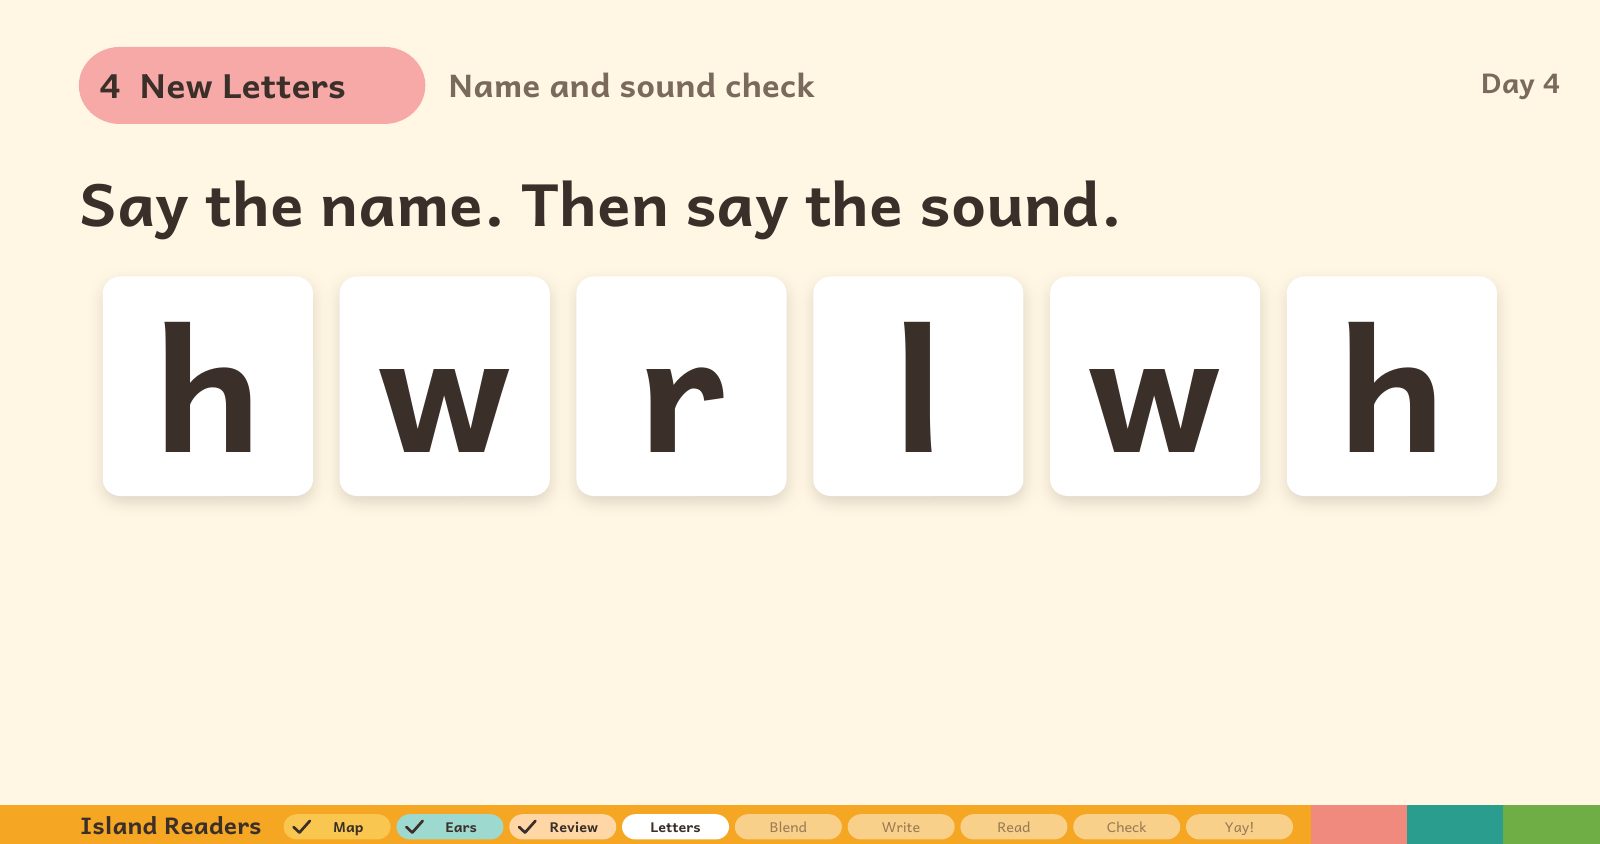 4 New Letters
Name and sound check
Day 4
Say the name. Then say the sound.
h w r l w h
Island Readers Map Ears Review Letters Blend Write Read Check Yay!